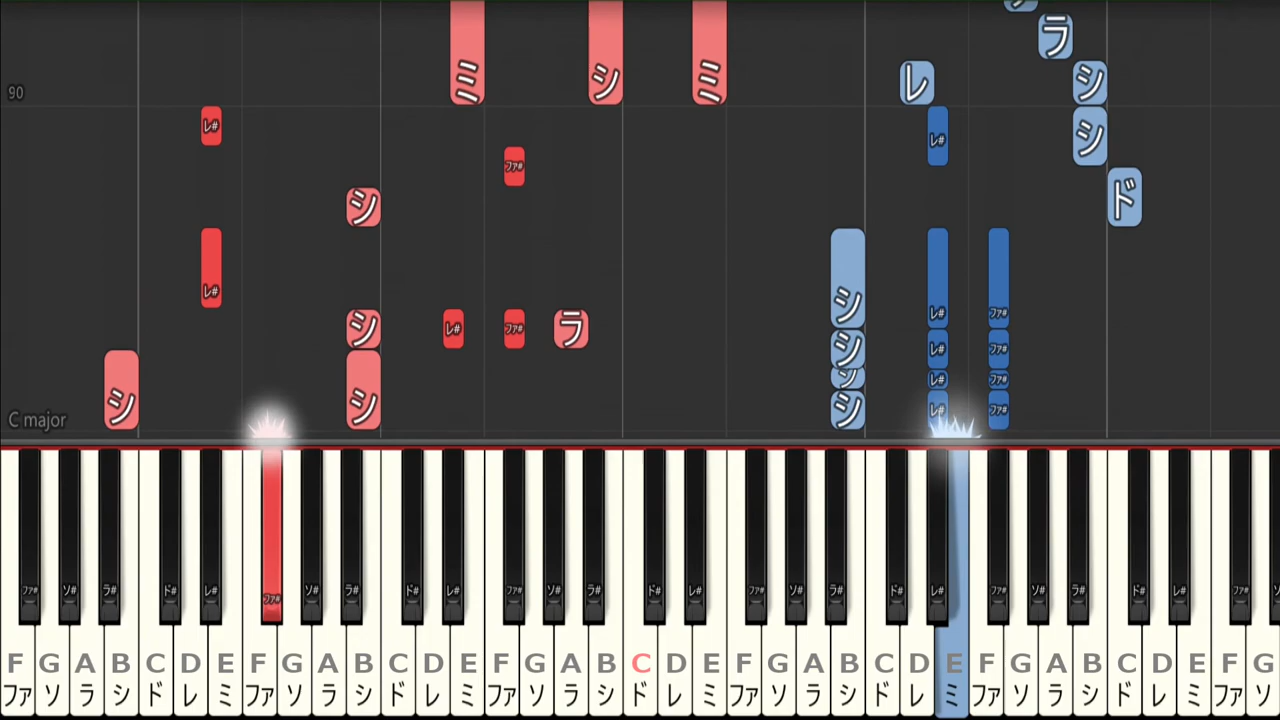 ラ
ミ シ ミ レ シ
90
レ# レ# シ
ファ#
シ ド
レ# シ レ# ファ#
シ レ# ファ# ラ シ レ# ファ#
シ レ# ファ#
シ シ シ レ# ファ#
C major
ファ# ソ# ラ# ド# レ# ファ# ソ# ラ# ド# レ# ファ# ソ# ラ# ド# レ# ファ# ソ# ラ# ド# レ# ファ# ソ# ラ# ド# レ# ファ#
F G A B C D E F G A B C D E F G A B C D E F G A B C D E F G A B C D E F G
ファ ソ ラ シ ド レ ミ ファ ソ ラ シ ド レ ミ ファ ソ ラ シ ド レ ミ ファ ソ ラ シ ド レ ミ ファ ソ ラ シ ド レ ミ ファ ソ